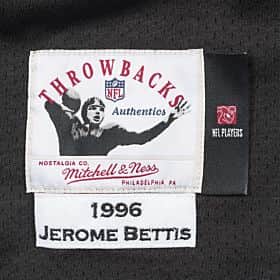 THROWBACKS
NFL
Authentics
NOSTALGIA CO.
Mitchell & Ness
PHILADELPHIA, PA
NFL PLAYERS
1996
JEROME BETTIS